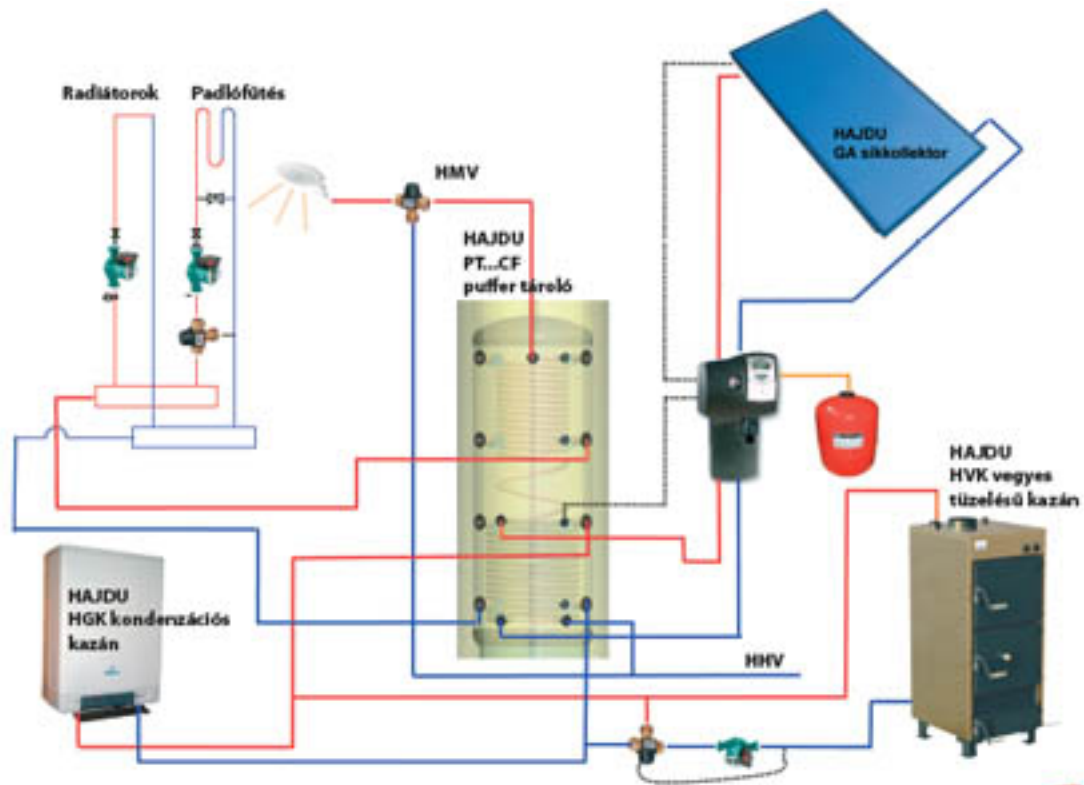 Radiátorok
Padlófűtés
HMV
HAJDU
PT...CF
puffer tároló
HAJDU
GA síkkollektor
HAJDU
HVK vegyes
tüzelésű kazán
HAJDU
HGK kondenzációs
kazán
HHV